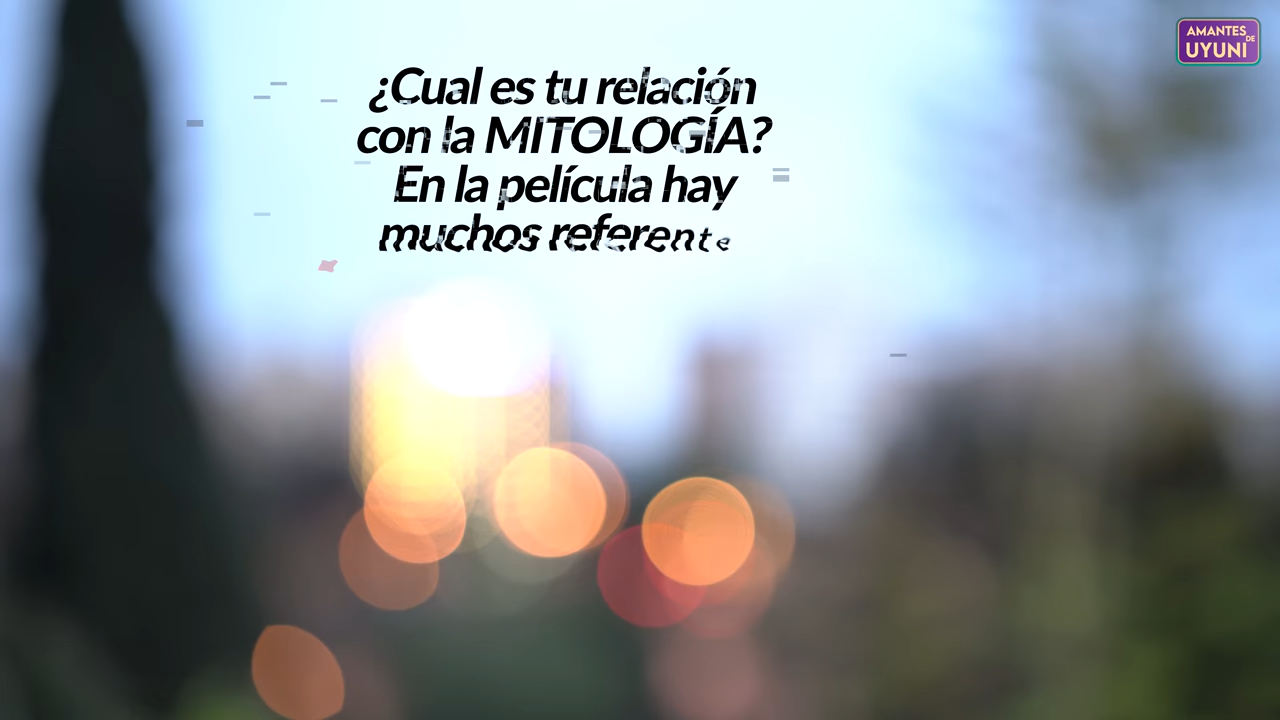 ¿Cual es tu relación
con la MITOLOGÍA?
En la película hay
muchos referente
AMANTES
DE
UYUNI